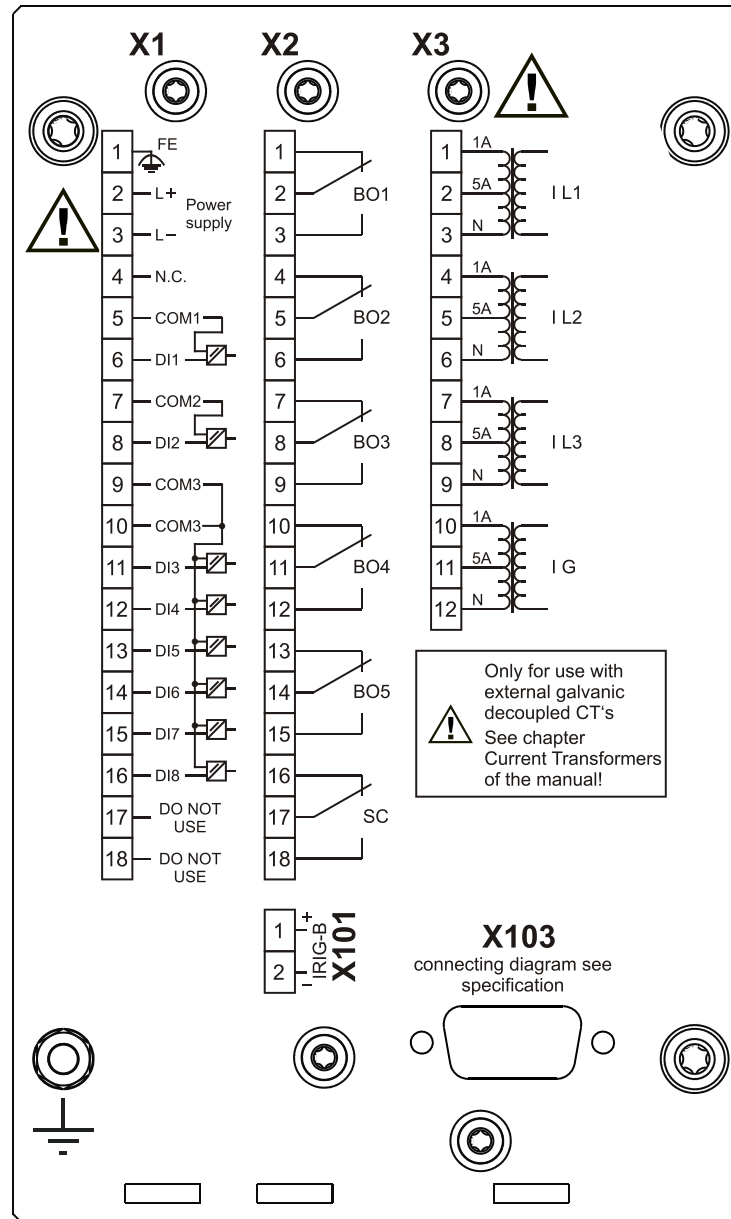 X1
X2
X3
1 FE
2 L+
Power
supply
3 L−
4 N.C.
5 COM1
6 DI1
7 COM2
8 DI2
9 COM3
10 COM3
11 DI3
12 DI4
13 DI5
14 DI6
15 DI7
16 DI8
17 DO NOT
USE
18 DO NOT
USE
1
2 BO1
3
4
5 BO2
6
7
8 BO3
9
10
11 BO4
12
13
14 BO5
15
16
17 SC
18
1 1A
2 5A I L1
3 N
4 1A
5 5A I L2
6 N
7 1A
8 5A I L3
9 N
10 1A
11 5A I G
12 N
!
!
!
Only for use with
external galvanic
decoupled CT‘s
See chapter
Current Transformers
of the manual!
1 +
2 −
IRIG-B
X101
X103
connecting diagram see
specification